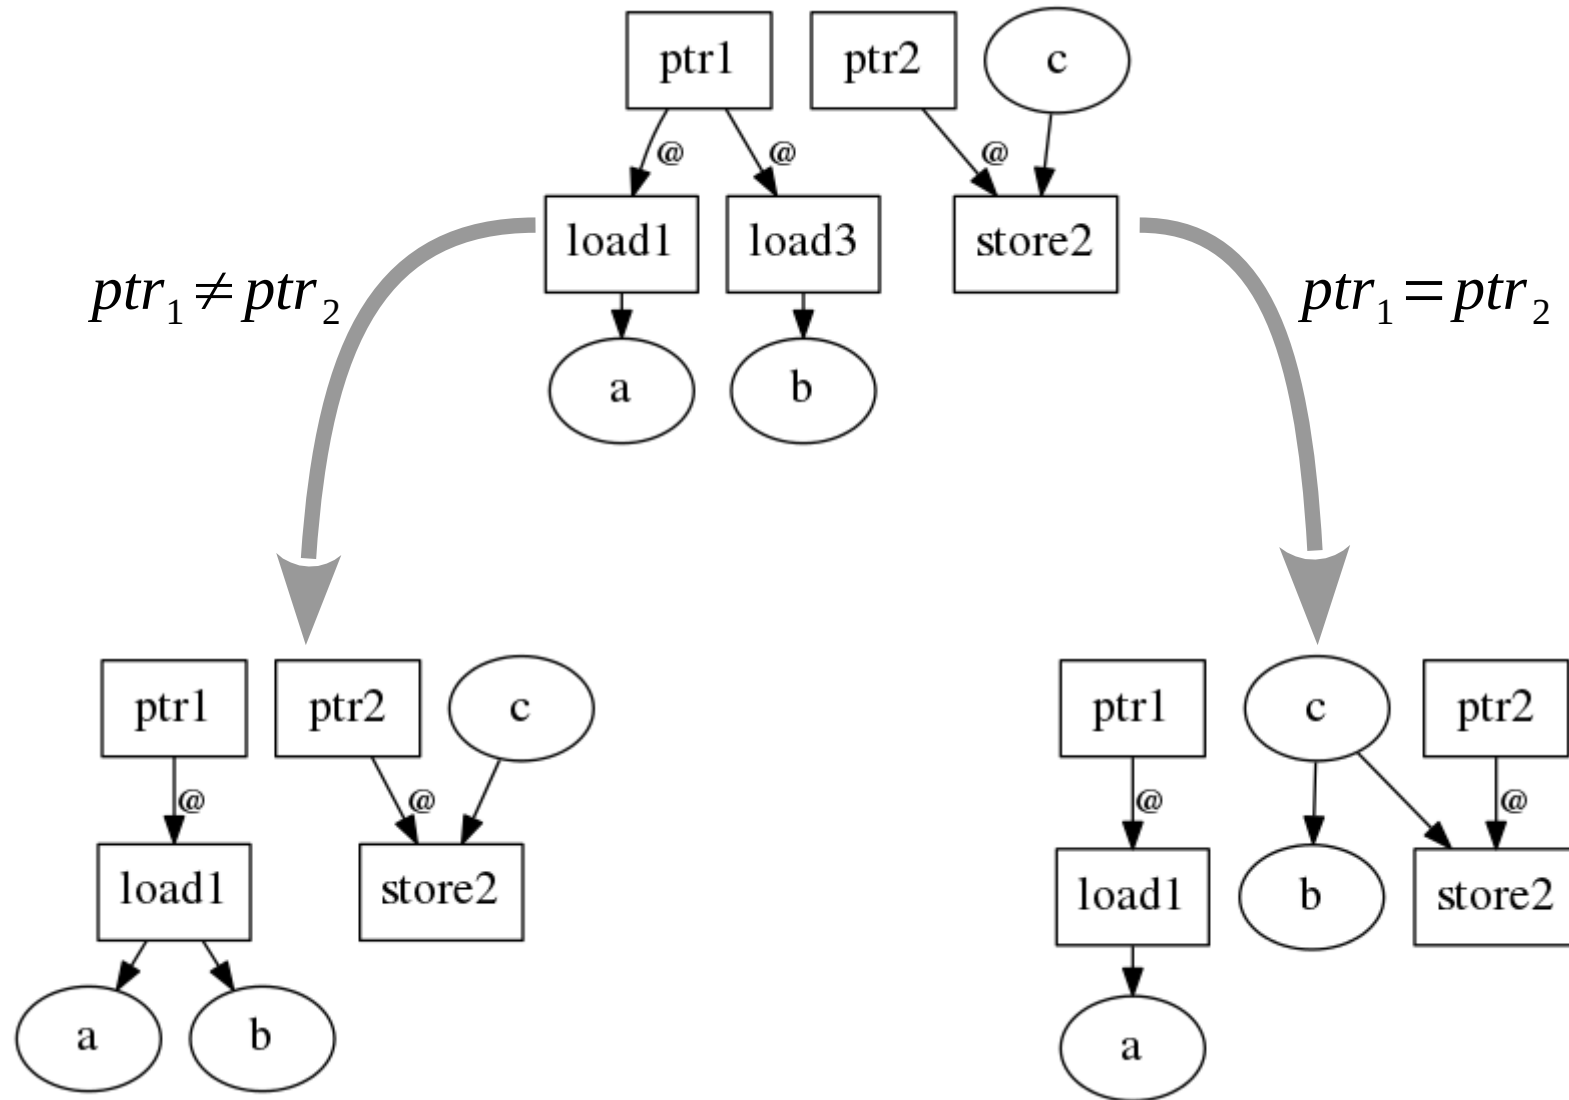 ptr1 ptr2 c
@ @ @
load1 load3 store2
ptr₁≠ptr₂ ptr₁=ptr₂
a b
ptr1 ptr2 c ptr1 c ptr2
@ @ @ @
load1 store2 load1 b store2
a b a